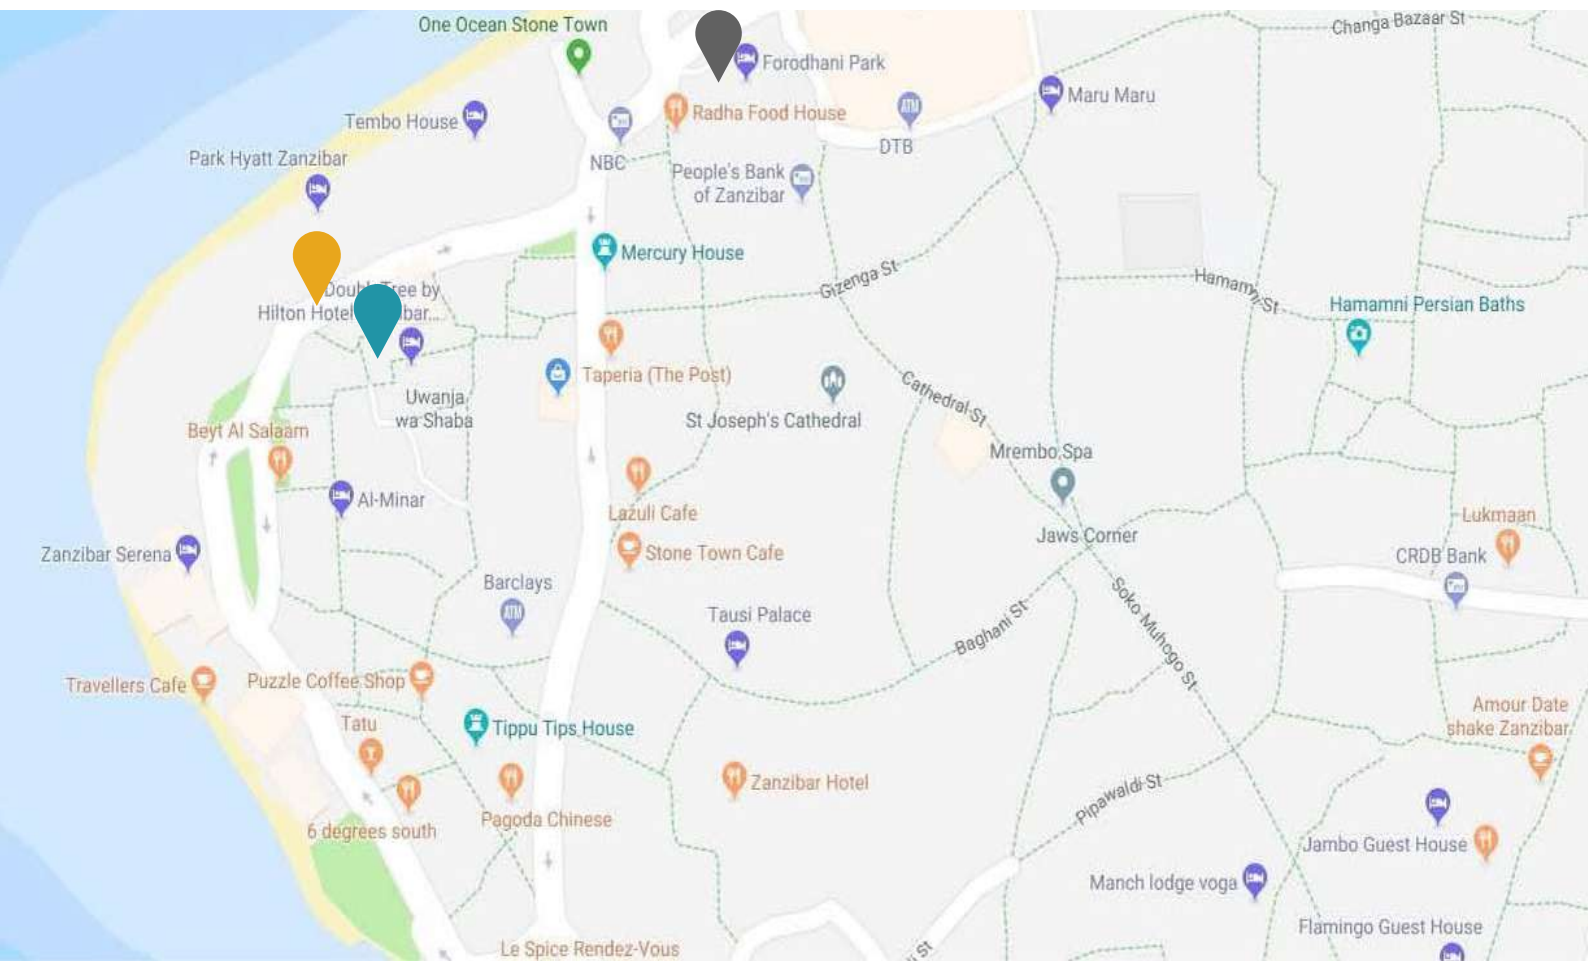 One Ocean Stone Town
Changa Bazaar St
Forodhani Park
Maru Maru
Radha Food House
ATM
Tembo House
DTB
NBC
Park Hyatt Zanzibar
People's Bank
of Zanzibar
Mercury House
Gizenga St
Hamamni St
Hamamni Persian Baths
Tree by
Hilton Hotel
Taperia (The Post)
Cathedral St
Uwanja
wa Shaba
St Joseph's Cathedral
Beyt Al Salaam
Mrembo Spa
Al-Minar
Lazuli Cafe
Lukmaan
Jaws Corner
Zanzibar Serena
Stone Town Cafe
CRDB Bank
Barclays
ATM
Tausi Palace
Baghani St
Soko Muhogo St
Travellers Cafe
Puzzle Coffee Shop
Tatu
Tippu Tips House
Amour Date
shake Zanzibar
Zanzibar Hotel
Pipawaldi St
6 degrees south
Pagoda Chinese
Jambo Guest House
Manch lodge voga
Flamingo Guest House
Le Spice Rendez-Vous
St